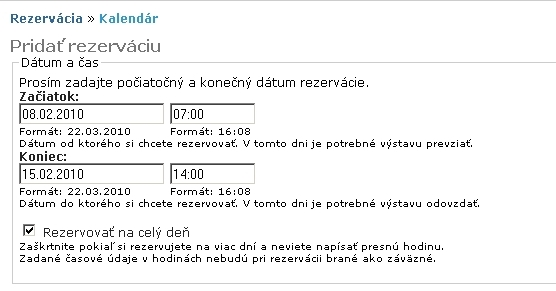 Rezervácia » Kalendár
Pridať rezerváciu
Dátum a čas
Prosím zadajte počiatočný a konečný dátum rezervácie.
Začiatok:
08.02.2010 07:00
Formát: 22.03.2010 Formát: 16:08
Dátum od ktorého si chcete rezervovať. V tomto dni je potrebné výstavu prevziať.
Koniec:
15.02.2010 14:00
Formát: 22.03.2010 Formát: 16:08
Dátum do ktorého si chcete rezervovať. V tomto dni je potrebné výstavu odovzdať.
Rezervovať na celý deň
Zaškrtnite pokiaľ si rezervujete na viac dní a neviete napísať presnú hodinu.
Zadané časové údaje v hodinách nebudú pri rezervácii brané ako záväzné.